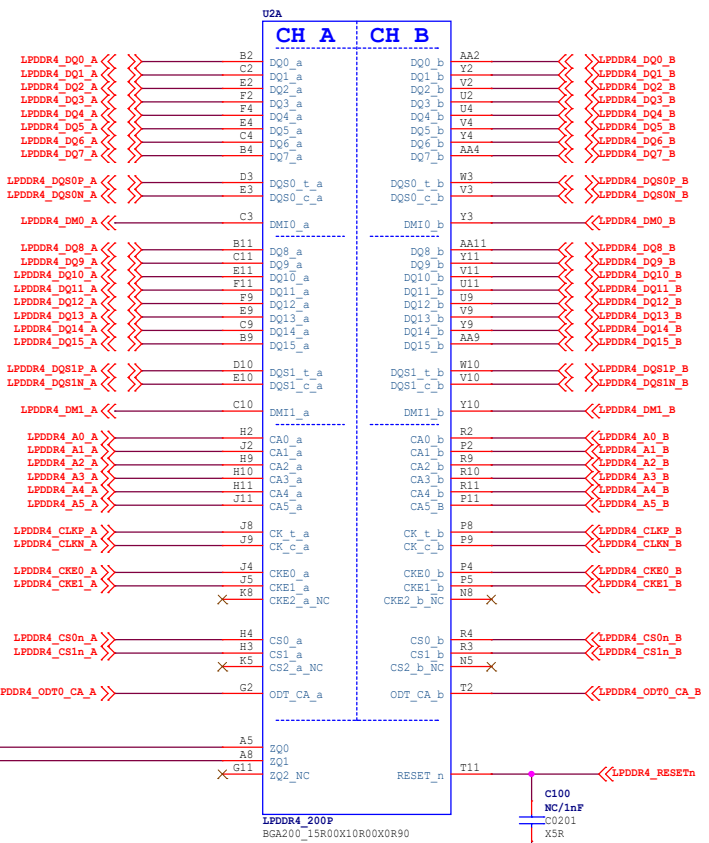 U2A
CH A CH B
LPDDR4_DQ0_A B2 DQ0_a DQ0_b AA2 LPDDR4_DQ0_B
LPDDR4_DQ1_A C2 DQ1_a DQ1_b Y2 LPDDR4_DQ1_B
LPDDR4_DQ2_A E2 DQ2_a DQ2_b V2 LPDDR4_DQ2_B
LPDDR4_DQ3_A F2 DQ3_a DQ3_b U2 LPDDR4_DQ3_B
LPDDR4_DQ4_A F4 DQ4_a DQ4_b U4 LPDDR4_DQ4_B
LPDDR4_DQ5_A E4 DQ5_a DQ5_b V4 LPDDR4_DQ5_B
LPDDR4_DQ6_A C4 DQ6_a DQ6_b Y4 LPDDR4_DQ6_B
LPDDR4_DQ7_A B4 DQ7_a DQ7_b AA4 LPDDR4_DQ7_B
LPDDR4_DQS0P_A D3 DQS0_t_a DQS0_t_b W3 LPDDR4_DQS0P_B
LPDDR4_DQS0N_A E3 DQS0_c_a DQS0_c_b V3 LPDDR4_DQS0N_B
LPDDR4_DM0_A C3 DMI0_a DMI0_b Y3 LPDDR4_DM0_B
LPDDR4_DQ8_A B11 DQ8_a DQ8_b AA11 LPDDR4_DQ8_B
LPDDR4_DQ9_A C11 DQ9_a DQ9_b Y11 LPDDR4_DQ9_B
LPDDR4_DQ10_A E11 DQ10_a DQ10_b V11 LPDDR4_DQ10_B
LPDDR4_DQ11_A F11 DQ11_a DQ11_b U11 LPDDR4_DQ11_B
LPDDR4_DQ12_A F9 DQ12_a DQ12_b U9 LPDDR4_DQ12_B
LPDDR4_DQ13_A E9 DQ13_a DQ13_b V9 LPDDR4_DQ13_B
LPDDR4_DQ14_A C9 DQ14_a DQ14_b Y9 LPDDR4_DQ14_B
LPDDR4_DQ15_A B9 DQ15_a DQ15_b AA9 LPDDR4_DQ15_B
LPDDR4_DQS1P_A D10 DQS1_t_a DQS1_t_b W10 LPDDR4_DQS1P_B
LPDDR4_DQS1N_A E10 DQS1_c_a DQS1_c_b V10 LPDDR4_DQS1N_B
LPDDR4_DM1_A C10 DMI1_a DMI1_b Y10 LPDDR4_DM1_B
LPDDR4_A0_A H2 CA0_a CA0_b R2 LPDDR4_A0_B
LPDDR4_A1_A J2 CA1_a CA1_b P2 LPDDR4_A1_B
LPDDR4_A2_A H9 CA2_a CA2_b R9 LPDDR4_A2_B
LPDDR4_A3_A H10 CA3_a CA3_b R10 LPDDR4_A3_B
LPDDR4_A4_A H11 CA4_a CA4_b R11 LPDDR4_A4_B
LPDDR4_A5_A J11 CA5_a CA5_B P11 LPDDR4_A5_B
LPDDR4_CLKP_A J8 CK_t_a CK_t_b P8 LPDDR4_CLKP_B
LPDDR4_CLKN_A J9 CK_c_a CK_c_b P9 LPDDR4_CLKN_B
LPDDR4_CKE0_A J4 CKE0_a CKE0_b P4 LPDDR4_CKE0_B
LPDDR4_CKE1_A J5 CKE1_a CKE1_b P5 LPDDR4_CKE1_B
K8 CKE2_a_NC CKE2_b_NC N8
LPDDR4_CS0n_A H4 CS0_a CS0_b R4 LPDDR4_CS0n_B
LPDDR4_CS1n_A H3 CS1_a CS1_b R3 LPDDR4_CS1n_B
K5 CS2_a_NC CS2_b_NC N5
PDDR4_ODT0_CA_A G2 ODT_CA_a ODT_CA_b T2 LPDDR4_ODT0_CA_B
A5 ZQ0
A8 ZQ1
G11 ZQ2_NC RESET_n T11 LPDDR4_RESETn
C100
NC/1nF
C0201
X5R
LPDDR4_200P
BGA200_15R00X10R00X0R90